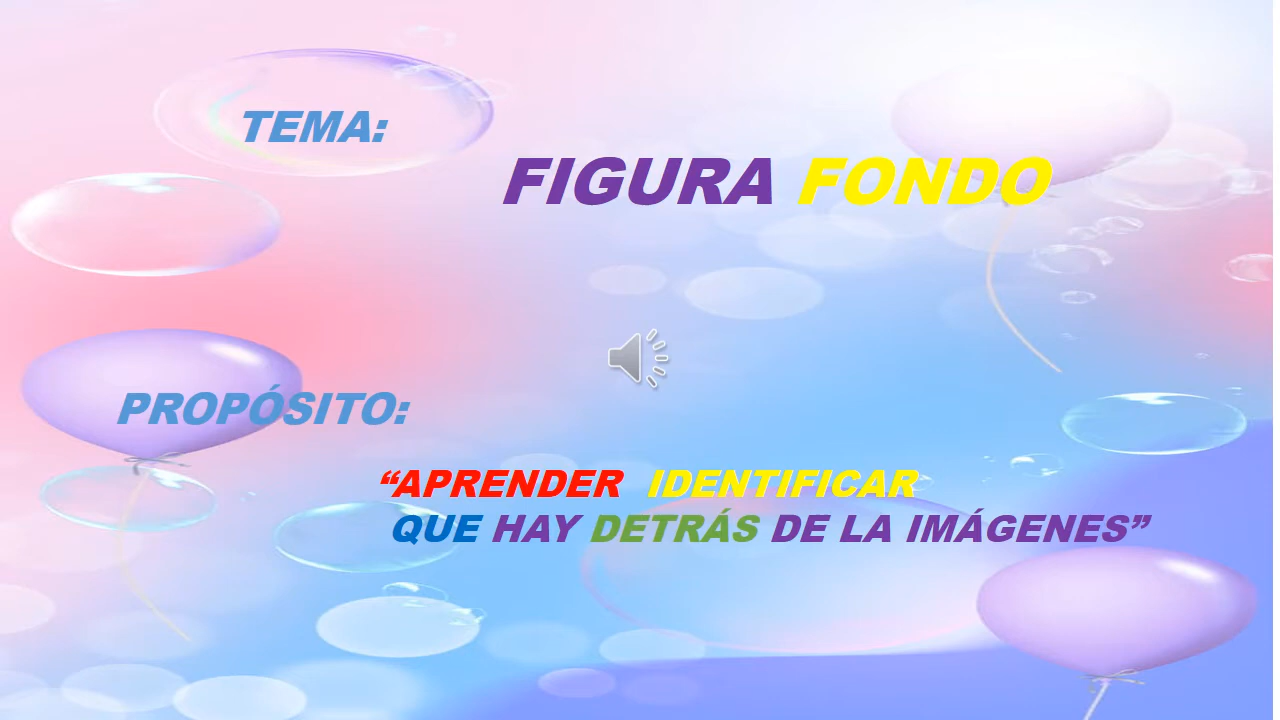 TEMA:
FIGURA FONDO
PROPÓSITO:
“APRENDER IDENTIFICAR
QUE HAY DETRÁS DE LA IMÁGENES”